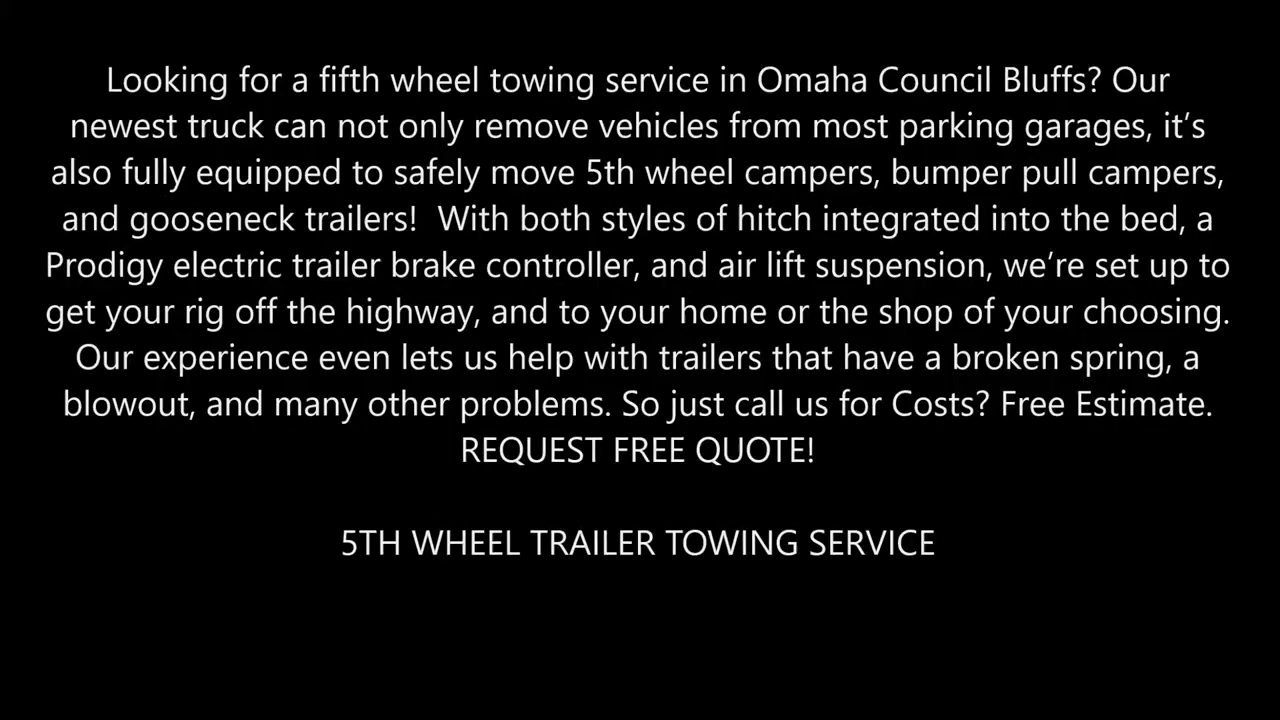 Looking for a fifth wheel towing service in Omaha Council Bluffs? Our
newest truck can not only remove vehicles from most parking garages, it’s
also fully equipped to safely move 5th wheel campers, bumper pull campers,
and gooseneck trailers!  With both styles of hitch integrated into the bed, a
Prodigy electric trailer brake controller, and air lift suspension, we’re set up to
get your rig off the highway, and to your home or the shop of your choosing.
Our experience even lets us help with trailers that have a broken spring, a
blowout, and many other problems. So just call us for Costs? Free Estimate.
REQUEST FREE QUOTE!
5TH WHEEL TRAILER TOWING SERVICE